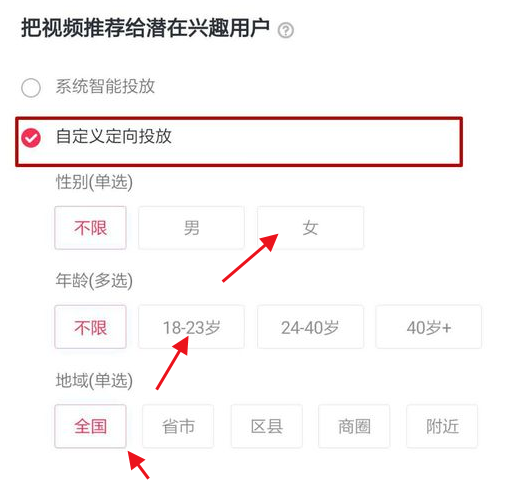 把视频推荐给潜在兴趣用户 ?
系统智能投放
自定义定向投放
性别(单选)
不限 男 女
年龄(多选)
不限 18-23岁 24-40岁 40岁+
地域(单选)
全国 省市 区县 商圈 附近